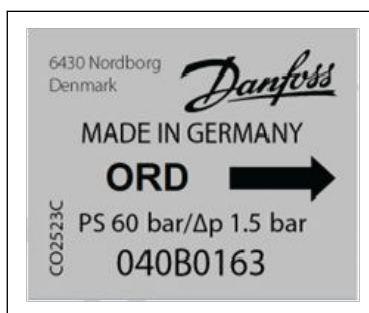 6430 Nordborg
Denmark
Danfoss
MADE IN GERMANY
ORD
PS 60 bar/Δp 1.5 bar
040B0163
CO2523C